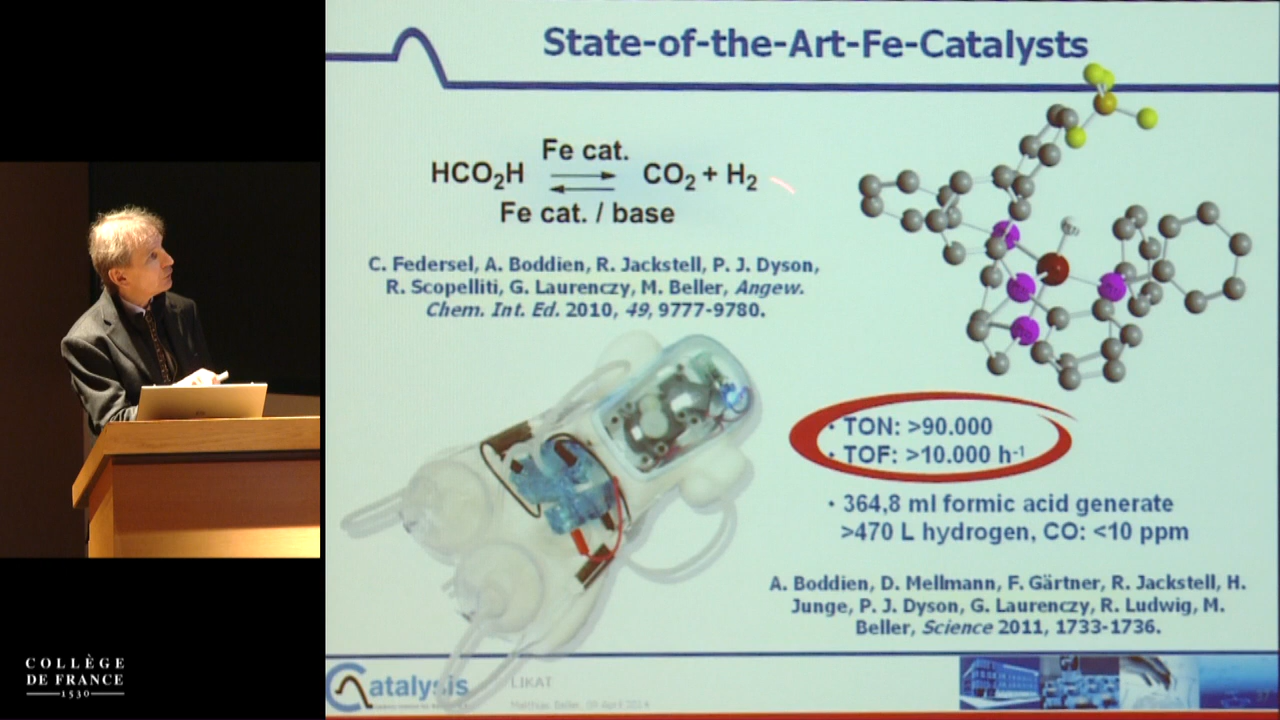 State-of-the-Art-Fe-Catalysts
Fe cat.
HCO₂H ⇌ CO₂ + H₂
Fe cat. / base
C. Federsel, A. Boddien, R. Jackstell, P. J. Dyson,
R. Scopelliti, G. Laurenczy, M. Beller, Angew.
Chem. Int. Ed. 2010, 49, 9777-9780.
• TON: >90.000
• TOF: >10.000 h⁻¹
• 364,8 ml formic acid generate
>470 L hydrogen, CO: <10 ppm
A. Boddien, D. Mellmann, F. Gärtner, R. Jackstell, H.
Junge, P. J. Dyson, G. Laurenczy, R. Ludwig, M.
Beller, Science 2011, 1733-1736.
Catalysis
LIKAT
Matthias Beller,
COLLÈGE
DE FRANCE
1530